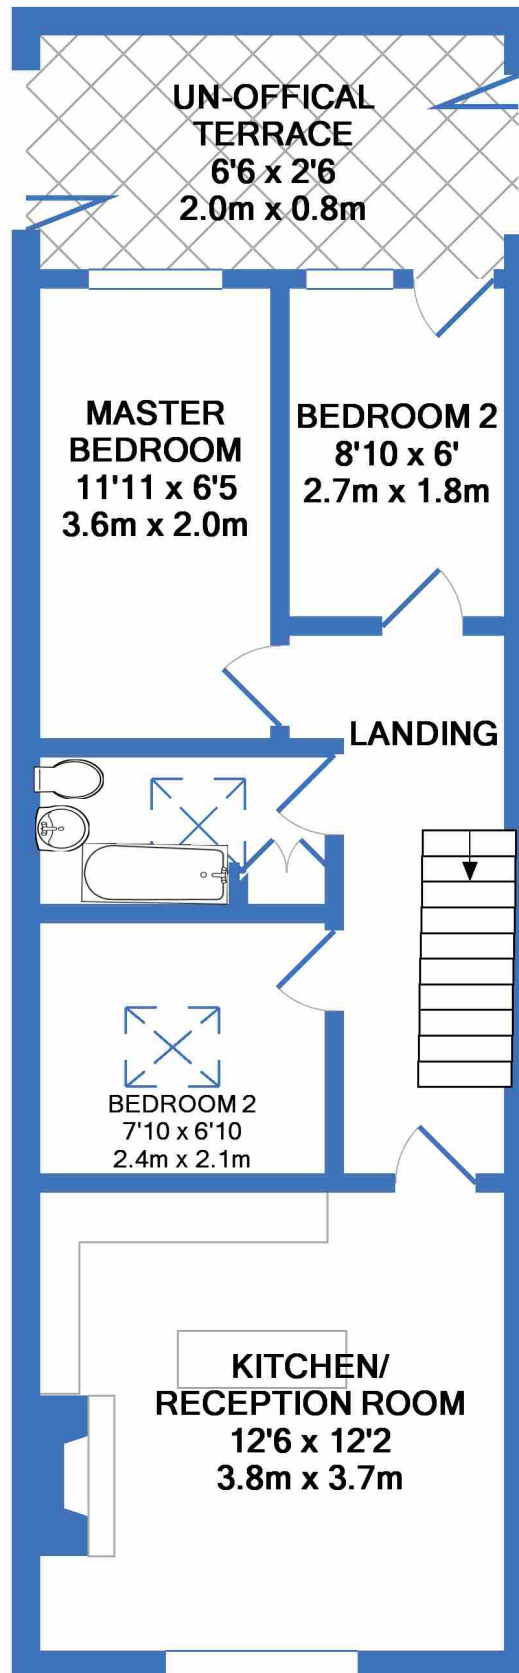 UN-OFFICAL
TERRACE
6'6 x 2'6
2.0m x 0.8m
MASTER
BEDROOM
11'11 x 6'5
3.6m x 2.0m
BEDROOM 2
8'10 x 6'
2.7m x 1.8m
LANDING
BEDROOM 2
7'10 x 6'10
2.4m x 2.1m
KITCHEN/
RECEPTION ROOM
12'6 x 12'2
3.8m x 3.7m